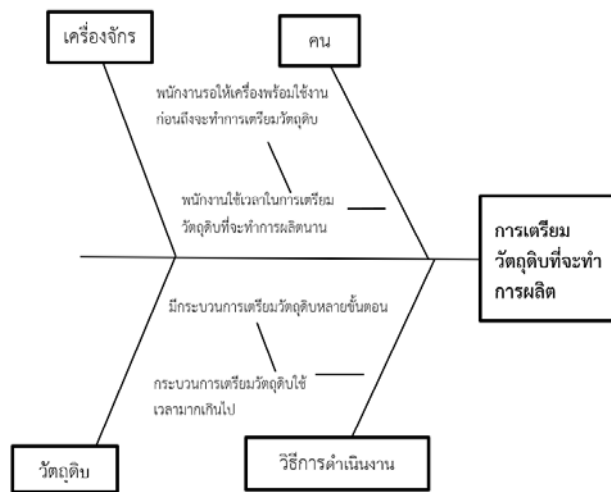 เครื่องจักร
คน
พนักงานรอให้เครื่องพร้อมใช้งาน
ก่อนถึงจะทำการเตรียมวัตถุดิบ
พนักงานใช้เวลาในการเตรียม
วัตถุดิบที่จะทำการผลิตนาน
การเตรียม
วัตถุดิบที่จะทำ
การผลิต
มีกระบวนการเตรียมวัตถุดิบหลายขั้นตอน
กระบวนการเตรียมวัตถุดิบใช้
เวลามากเกินไป
วัตถุดิบ
วิธีการดำเนินงาน